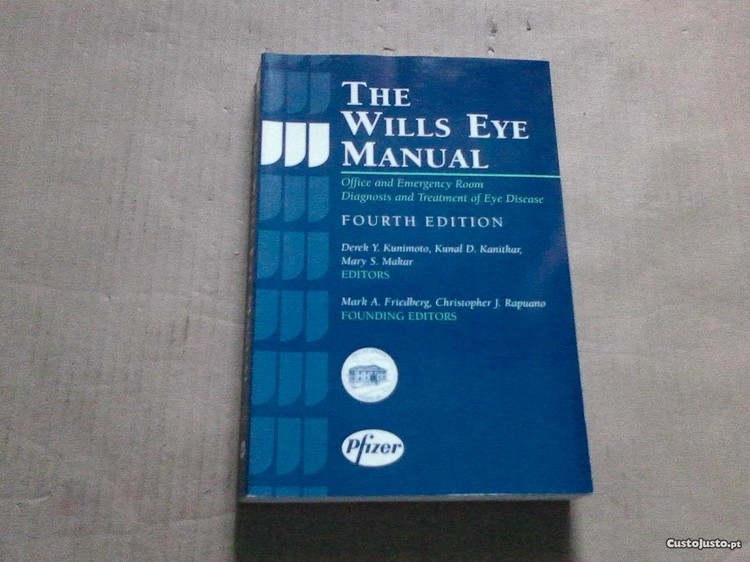 THE
WILLS EYE
MANUAL
Office and Emergency Room
Diagnosis and Treatment of Eye Disease
FOURTH EDITION
Derek Y. Kunimoto, Kunal D. Kanitkar,
Mary S. Makar
EDITORS
Mark A. Friedberg, Christopher J. Rapuano
FOUNDING EDITORS
Pfizer
CustoJusto.pt